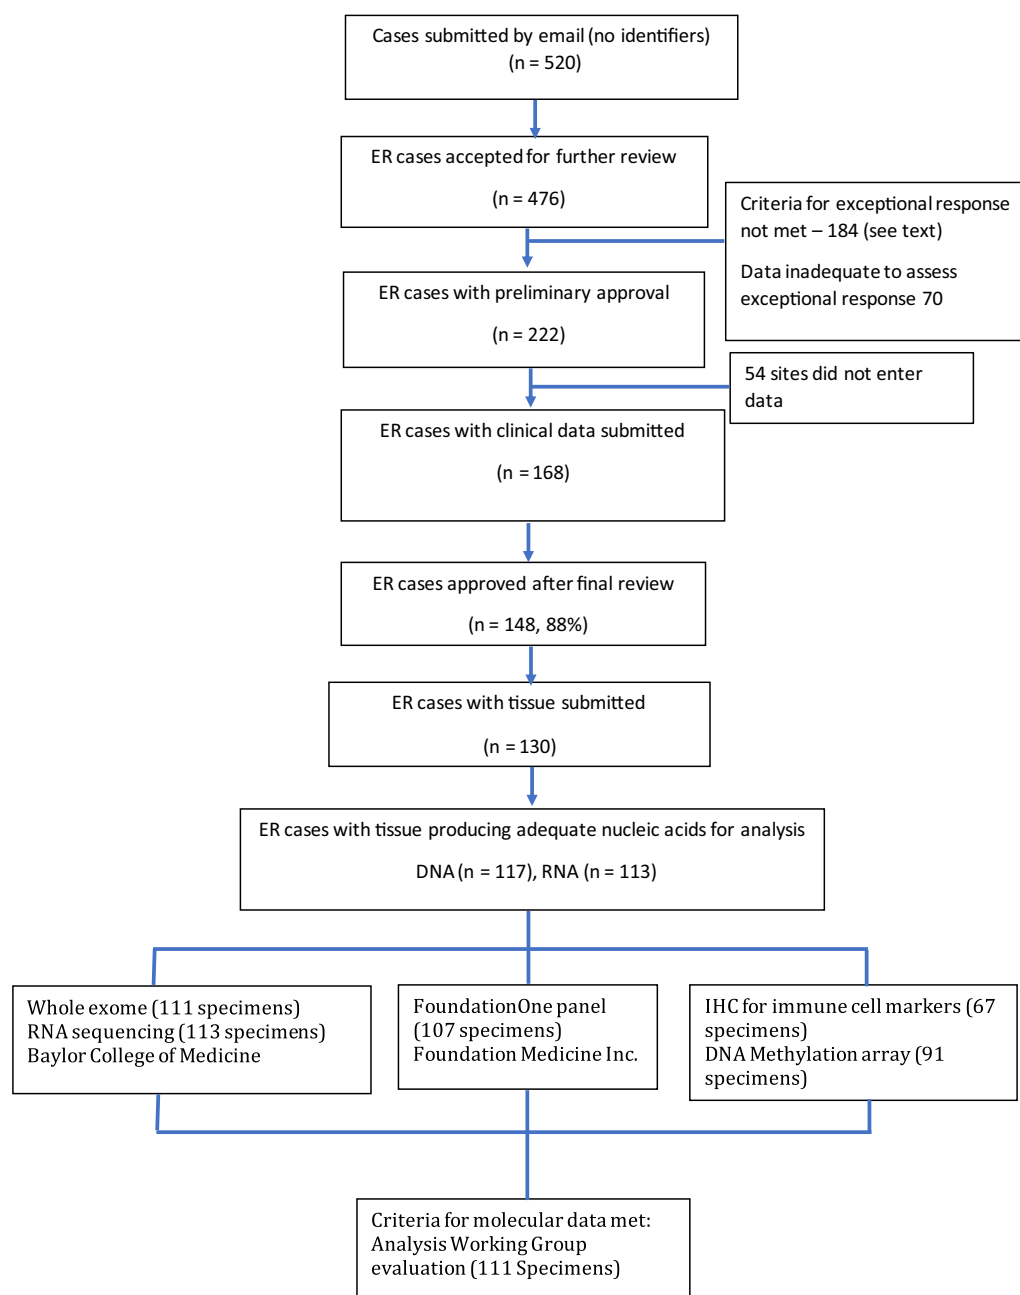 Cases submitted by email (no identifiers)
(n = 520)
ER cases accepted for further review
(n = 476)
Criteria for exceptional response
not met – 184 (see text)
Data inadequate to assess
exceptional response 70
ER cases with preliminary approval
(n = 222)
54 sites did not enter
data
ER cases with clinical data submitted
(n = 168)
ER cases approved after final review
(n = 148, 88%)
ER cases with tissue submitted
(n = 130)
ER cases with tissue producing adequate nucleic acids for analysis
DNA (n = 117), RNA (n = 113)
Whole exome (111 specimens)
RNA sequencing (113 specimens)
Baylor College of Medicine
FoundationOne panel
(107 specimens)
Foundation Medicine Inc.
IHC for immune cell markers (67
specimens)
DNA Methylation array (91
specimens)
Criteria for molecular data met:
Analysis Working Group
evaluation (111 Specimens)